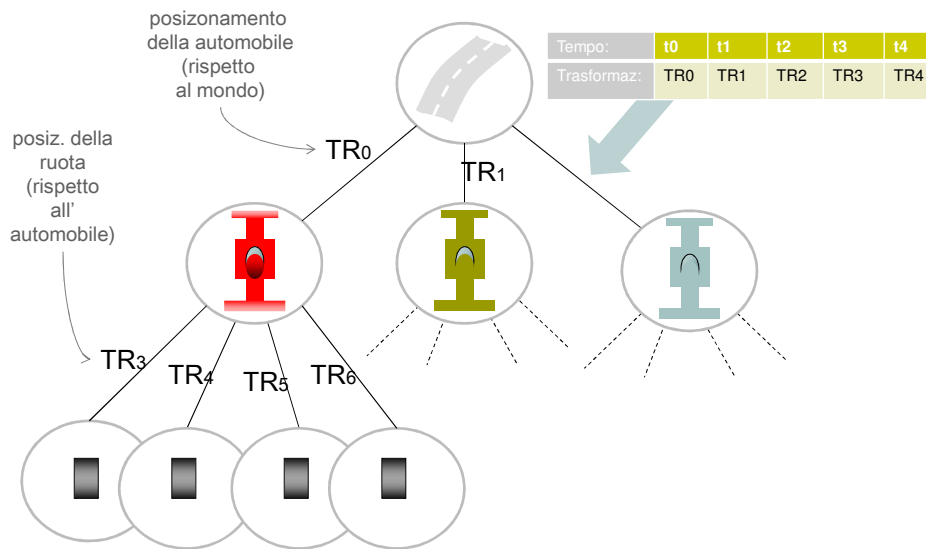 posizonamento
della automobile
(rispetto
al mondo)
Tempo: t0 t1 t2 t3 t4
Trasformaz: TR0 TR1 TR2 TR3 TR4
posiz. della
ruota
(rispetto
all'
automobile)
TR0
TR1
TR3
TR4
TR5
TR6